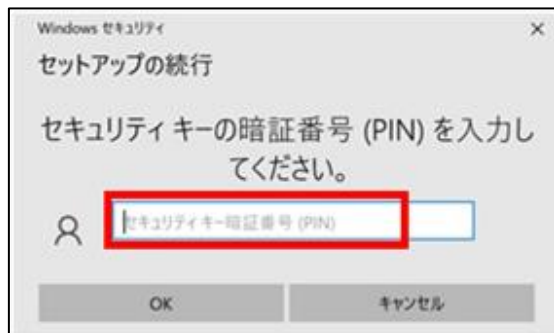 Windows セキュリティ
セットアップの続行
セキュリティ キーの暗証番号 (PIN) を入力し
てください。
セキュリティ キー暗証番号 (PIN)
OK
キャンセル